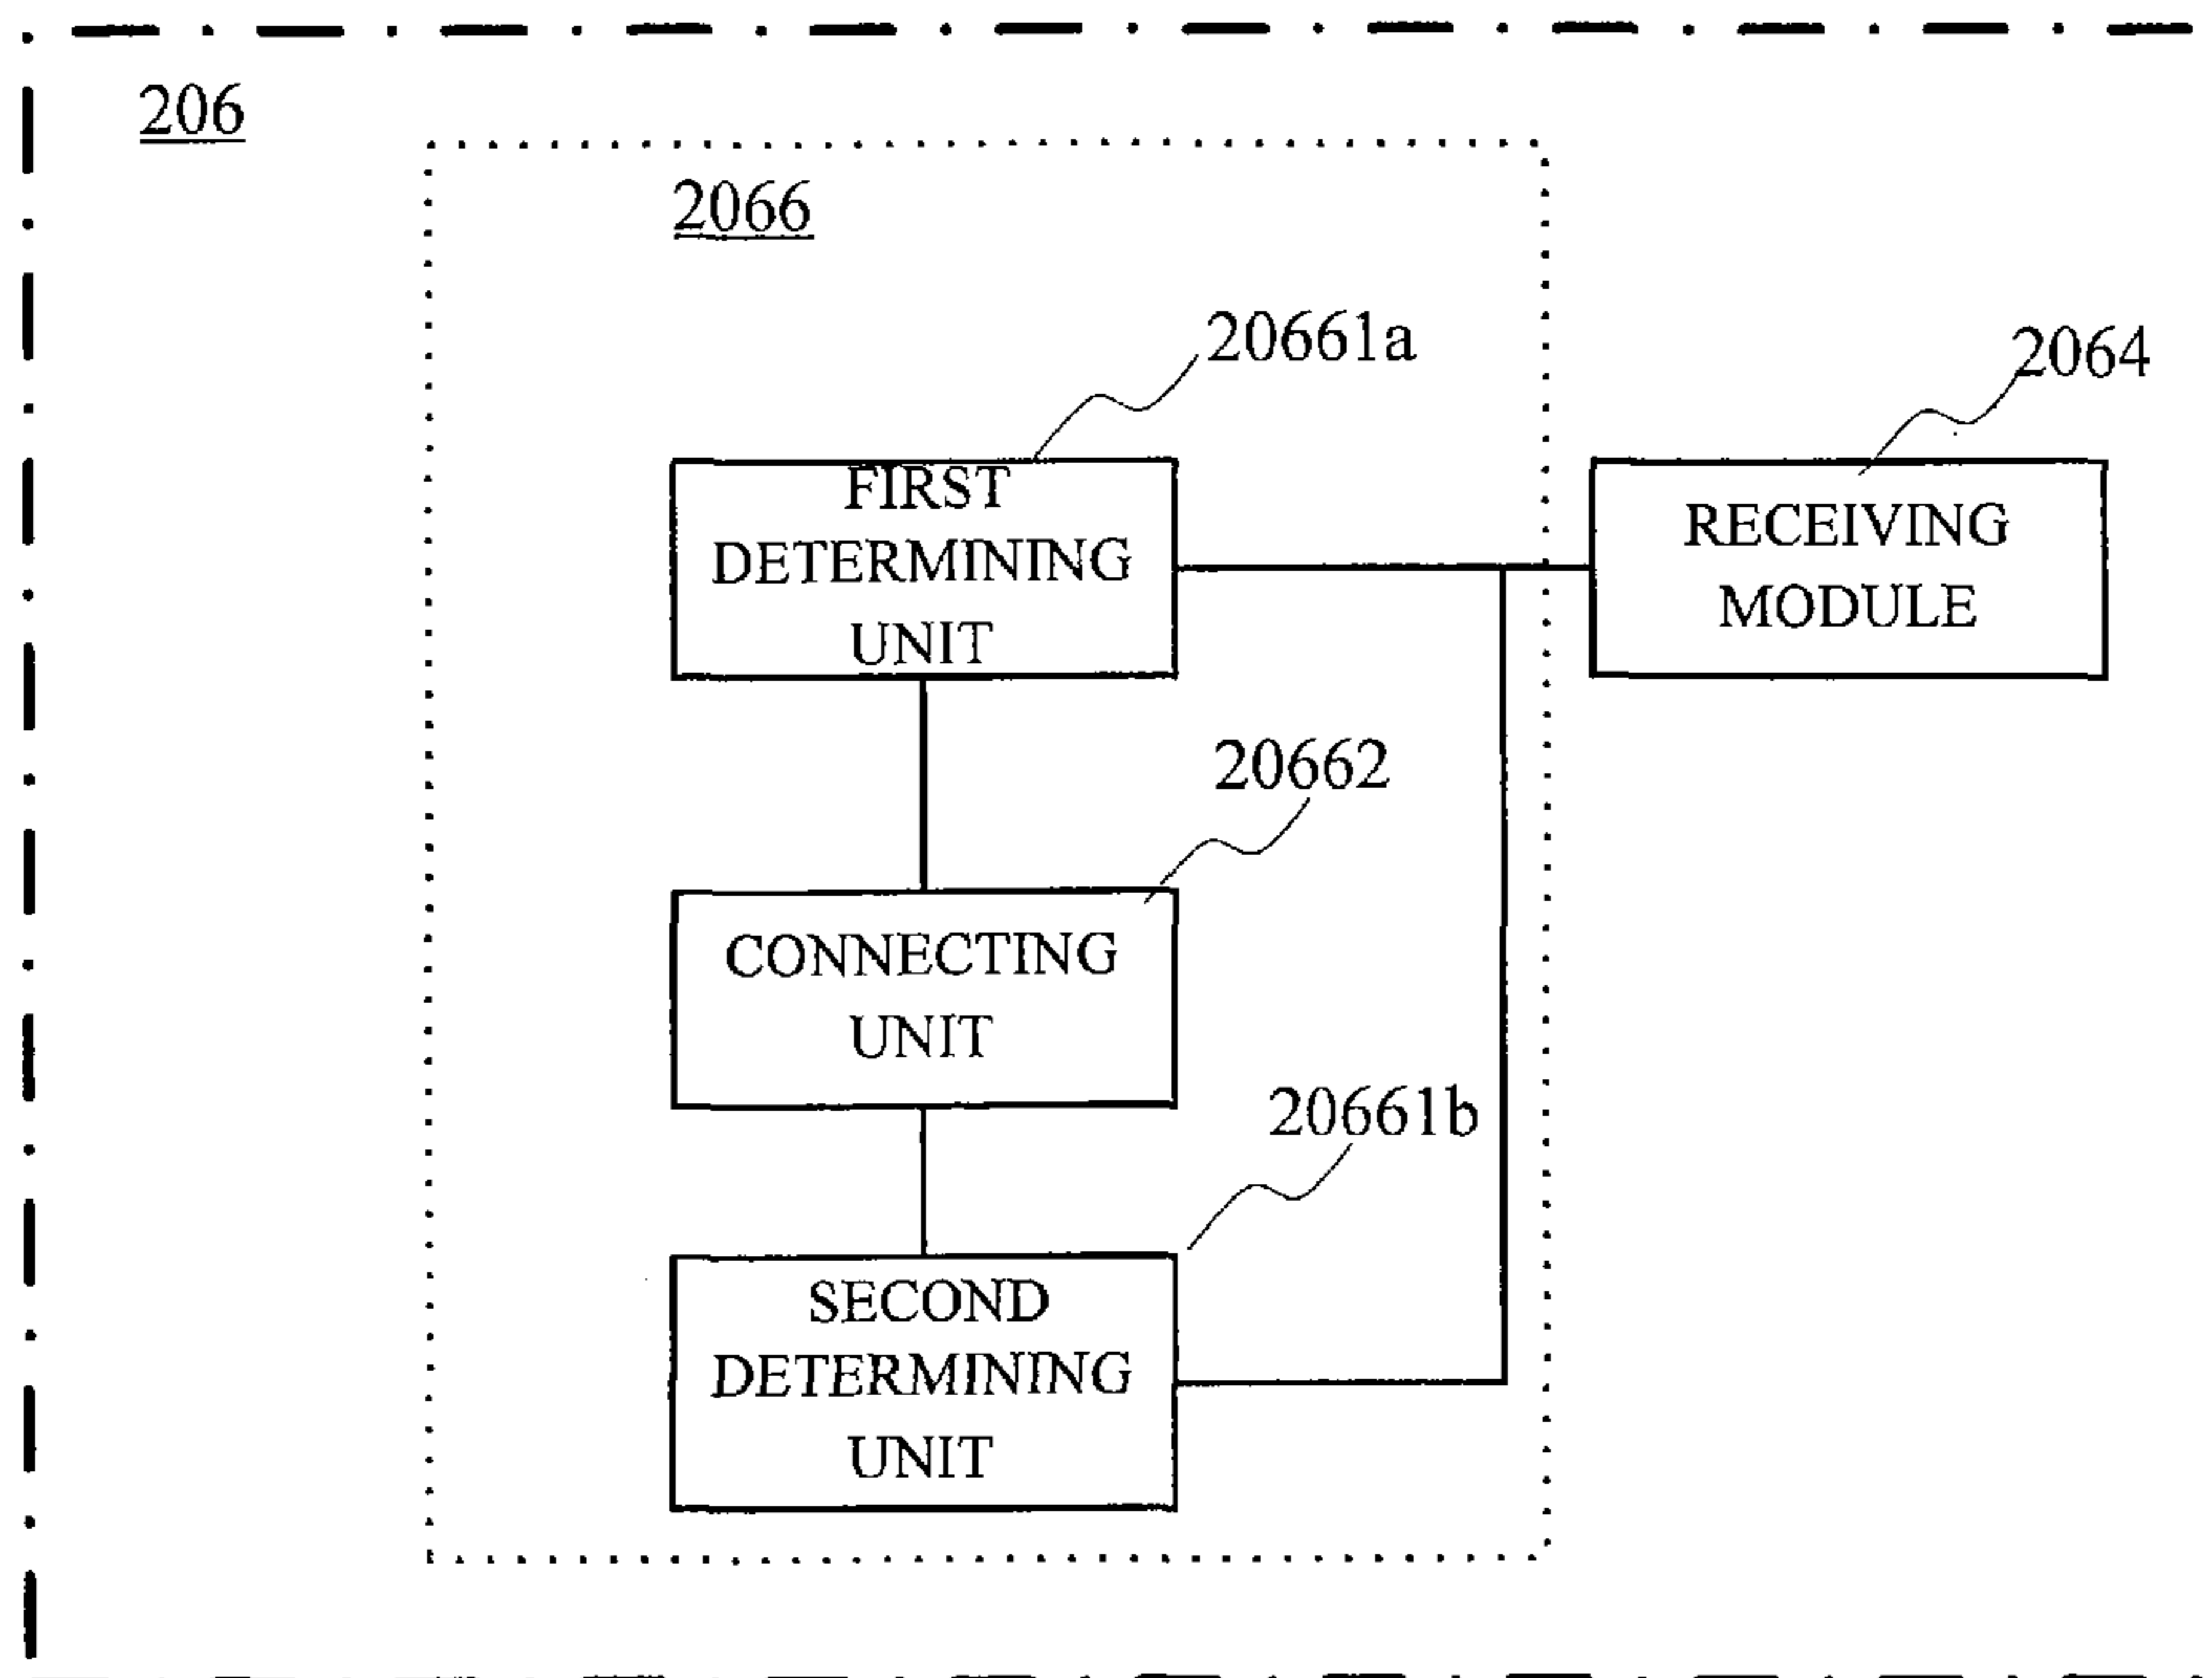 206
2066
20661a
2064
FIRST
DETERMINING
UNIT
RECEIVING
MODULE
20662
CONNECTING
UNIT
20661b
SECOND
DETERMINING
UNIT